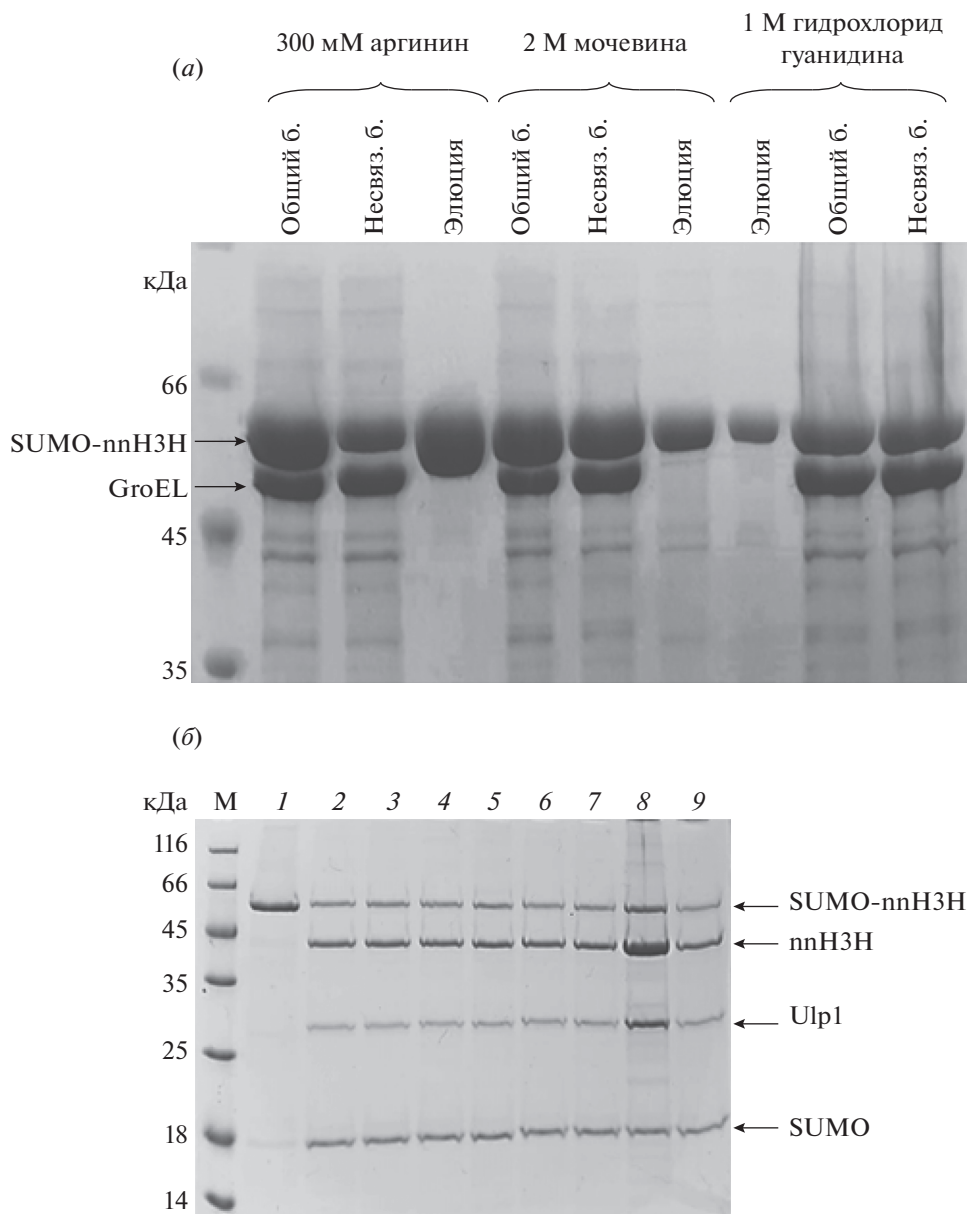 300 мМ аргинин
2 М мочевина
1 М гидрохлорид
гуанидина
(а)
Общий б.
Несвяз. б.
Элюция
Общий б.
Несвяз. б.
Элюция
Элюция
Общий б.
Несвяз. б.
кДа
66
SUMO-nnH3H
GroEL
45
35
(б)
кДа М 1 2 3 4 5 6 7 8 9
116
66
SUMO-nnH3H
45
nnH3H
35
Ulp1
25
18
SUMO
14